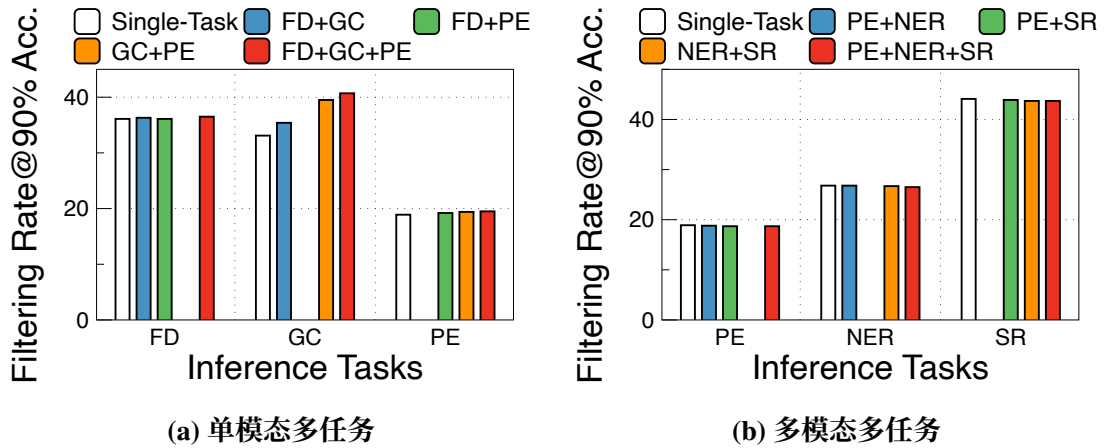 Single-Task FD+GC FD+PE
GC+PE FD+GC+PE
Filtering Rate@90% Acc.
40
20
0
FD GC PE
Inference Tasks
(a) 单模态多任务
Single-Task PE+NER PE+SR
NER+SR PE+NER+SR
Filtering Rate@90% Acc.
40
20
0
PE NER SR
Inference Tasks
(b) 多模态多任务